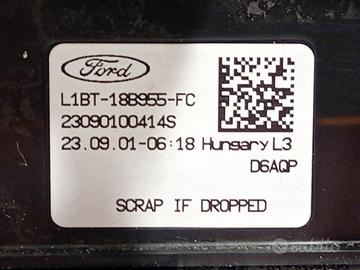 Ford
L1BT-18B955-FC
23090100414S
23.09.01-06:18 Hungary L3
D6AQP
SCRAP IF DROPPED